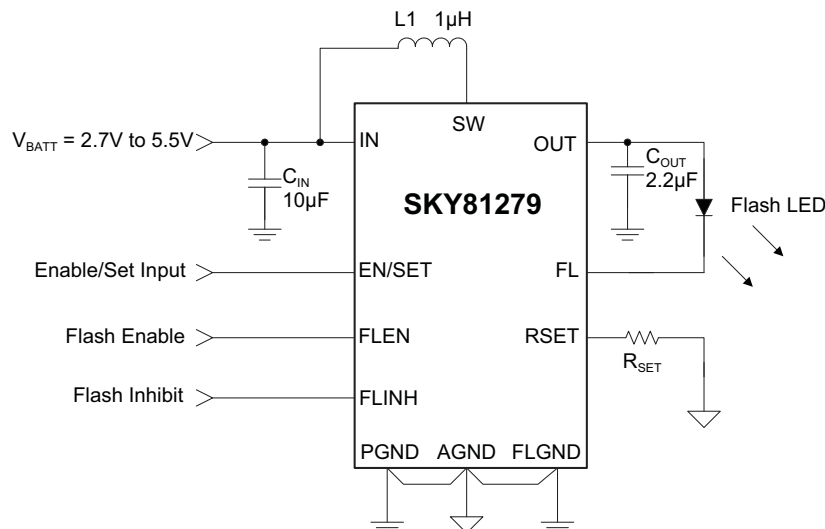 L1 1µH
V_BATT = 2.7V to 5.5V
IN
SW
OUT
C_IN
10µF
C_OUT
2.2µF
SKY81279
Flash LED
Enable/Set Input
EN/SET
FL
Flash Enable
FLEN
RSET
R_SET
Flash Inhibit
FLINH
PGND AGND FLGND